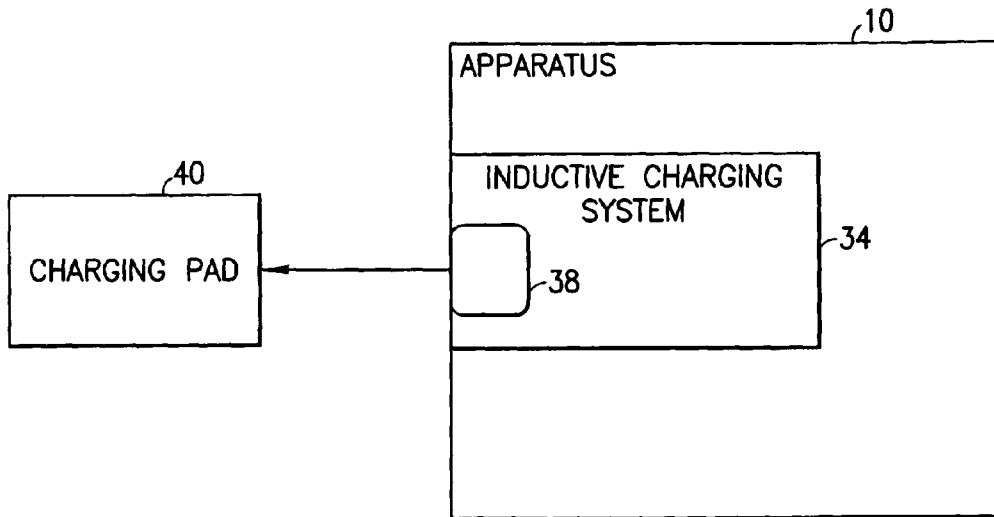 10
APPARATUS
40
INDUCTIVE CHARGING
SYSTEM
34
CHARGING PAD
38